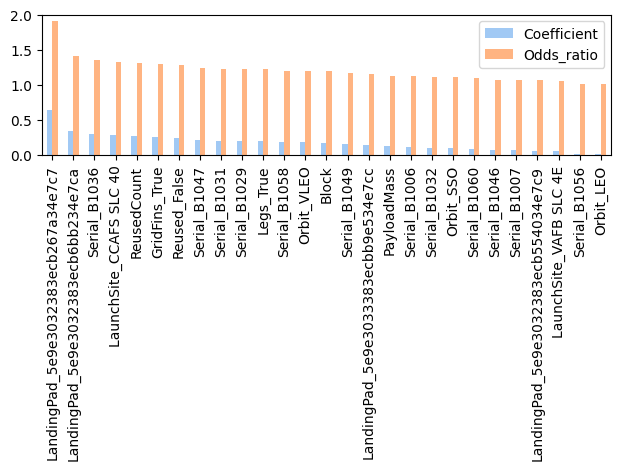 2.0
1.5
1.0
0.5
0.0
Coefficient
Odds_ratio
LandingPad_5e9e3032383ecb267a34e7c7
LandingPad_5e9e3032383ecb6bb234e7ca
Serial_B1036
LaunchSite_CCAFS SLC 40
ReusedCount
GridFins_True
Reused_False
Serial_B1047
Serial_B1031
Serial_B1029
Legs_True
Serial_B1058
Orbit_VLEO
Block
Serial_B1049
LandingPad_5e9e3033383ecbb9e534e7cc
PayloadMass
Serial_B1006
Serial_B1032
Orbit_SSO
Serial_B1060
Serial_B1046
Serial_B1007
LandingPad_5e9e3032383ecb554034e7c9
LaunchSite_VAFB SLC 4E
Serial_B1056
Orbit_LEO